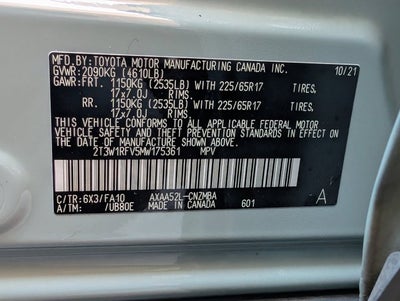 MFD.BY:TOYOTA MOTOR MANUFACTURING CANADA INC. 10/21
GVWR:2090KG (4610LB)
GAWR:FRT. 1150KG (2535LB) WITH 225/65R17 TIRES.
17x7.0J RIMS.
RR. 1150KG (2535LB) WITH 225/65R17 TIRES.
17x7.0J RIMS.
THIS VEHICLE CONFORMS TO ALL APPLICABLE FEDERAL MOTOR
VEHICLE SAFETY STANDARDS IN EFFECT ON THE
DATE OF MANUFACTURE SHOWN ABOVE.
2T3W1RFV5MW175361 MPV
C/TR:6X3/FA10 AXAA52L-CNZMBA
A/TM: /UB80E MADE IN CANADA 601 A